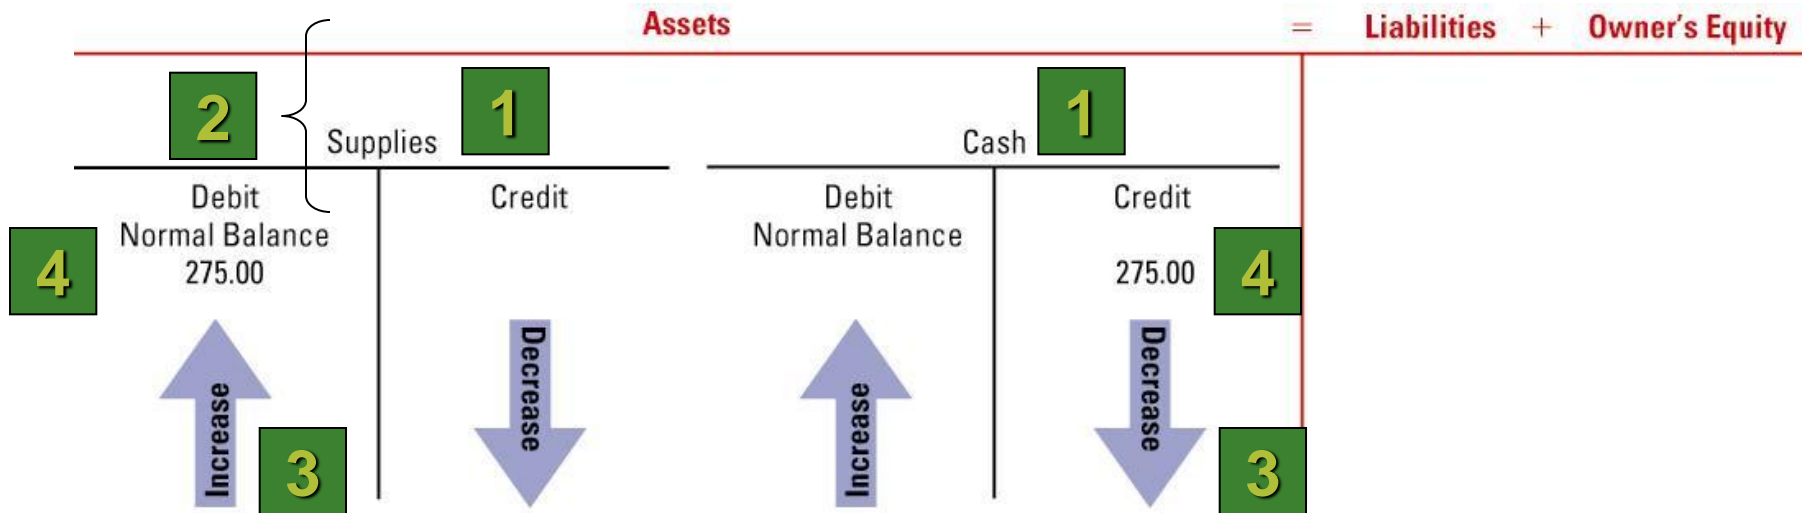 Assets = Liabilities + Owner's Equity
2 1 1
Supplies Cash
Debit Credit Debit Credit
Normal Balance Normal Balance
4 275.00 275.00 4
Increase Decrease Increase Decrease
3 3